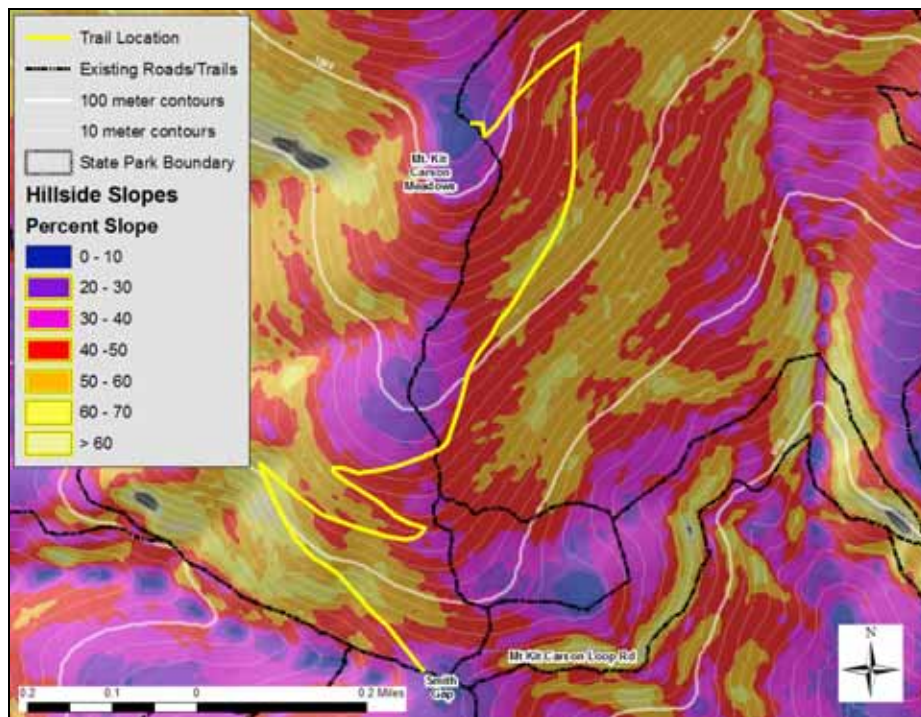 Trail Location
Existing Roads/Trails
100 meter contours
10 meter contours
State Park Boundary
Hillside Slopes
Percent Slope
0 - 10
20 - 30
30 - 40
40 -50
50 - 60
60 - 70
> 60
Mt. Kit
Carson
Meadows
Mt Kit Carson Loop Rd
Smith
Gap
N
0.2 0.1 0 0.2 Miles